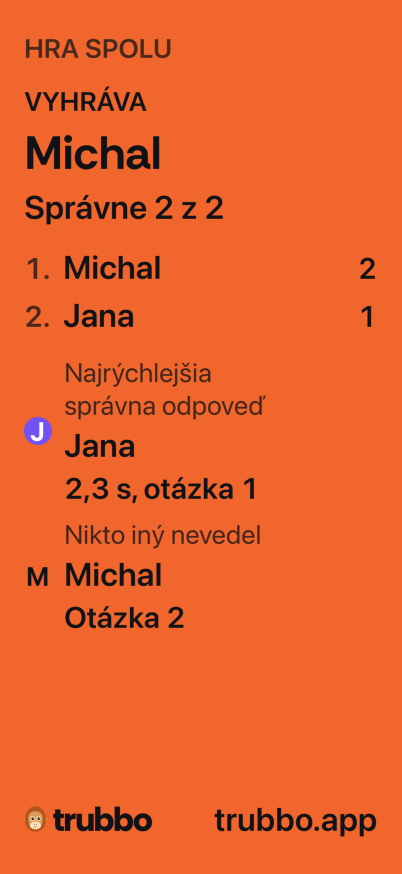 HRA SPOLU
VYHRÁVA
Michal
Správne 2 z 2
1. Michal 2
2. Jana 1
Najrýchlejšia
správna odpoveď
J
Jana
2,3 s, otázka 1
Nikto iný nevedel
M Michal
Otázka 2
trubbo trubbo.app